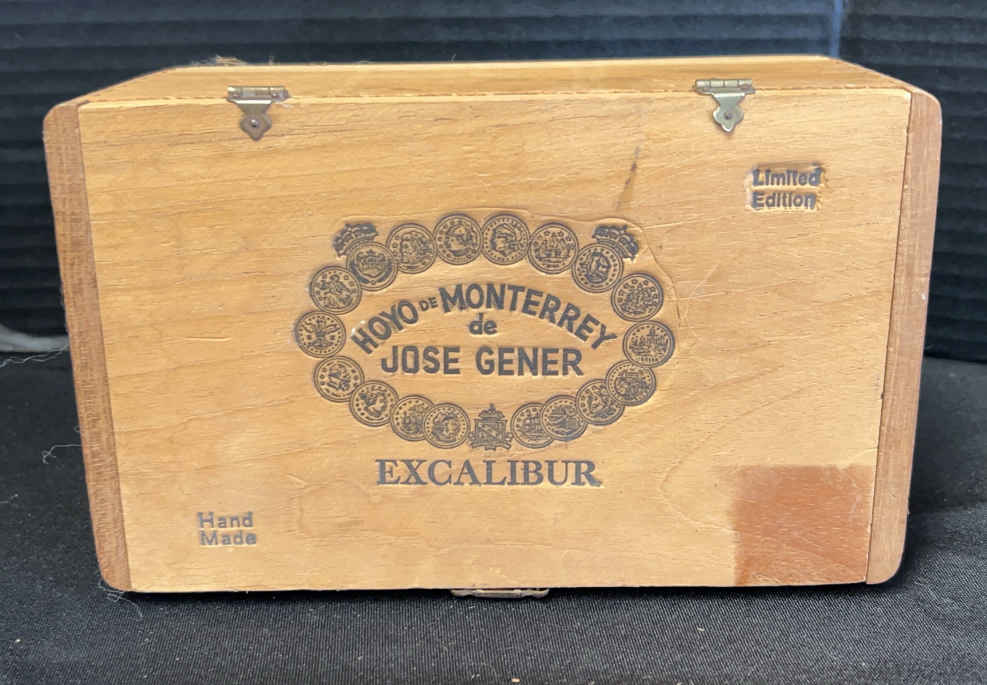 Limited
Edition
HOYO DE MONTERREY
de
JOSE GENER
EXCALIBUR
Hand
Made